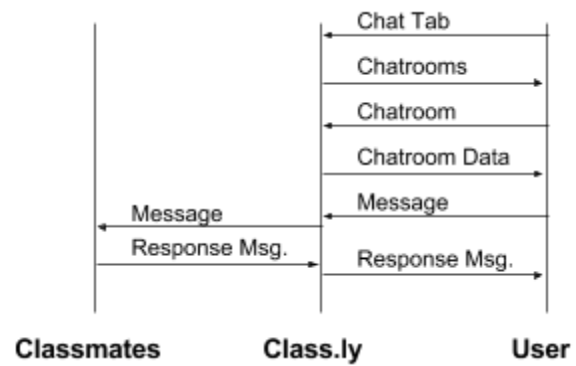 Chat Tab
Chatrooms
Chatroom
Chatroom Data
Message
Message
Response Msg.
Response Msg.
Classmates
Class.ly
User